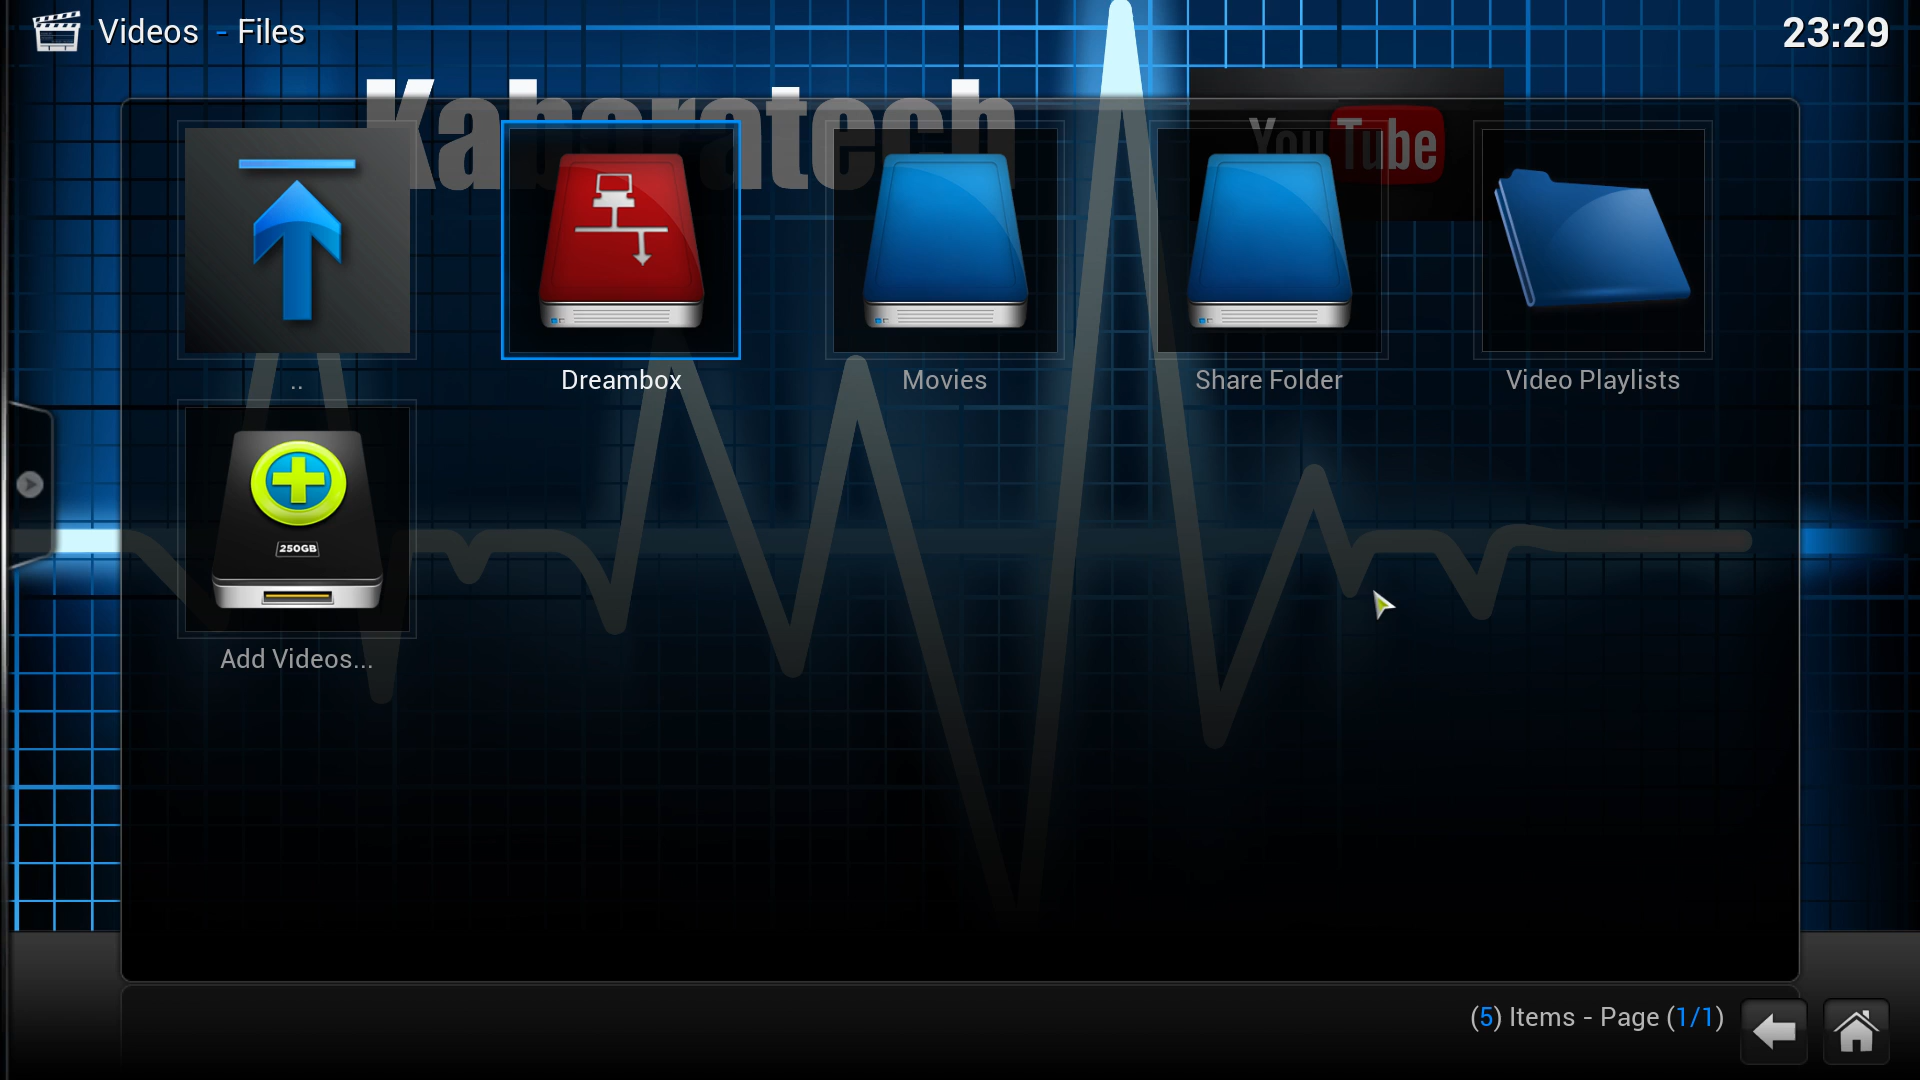 Videos - Files
23:29
Kaboratech
YouTube
..
Dreambox
Movies
Share Folder
Video Playlists
250GB
Add Videos...
(5) Items - Page (1/1)